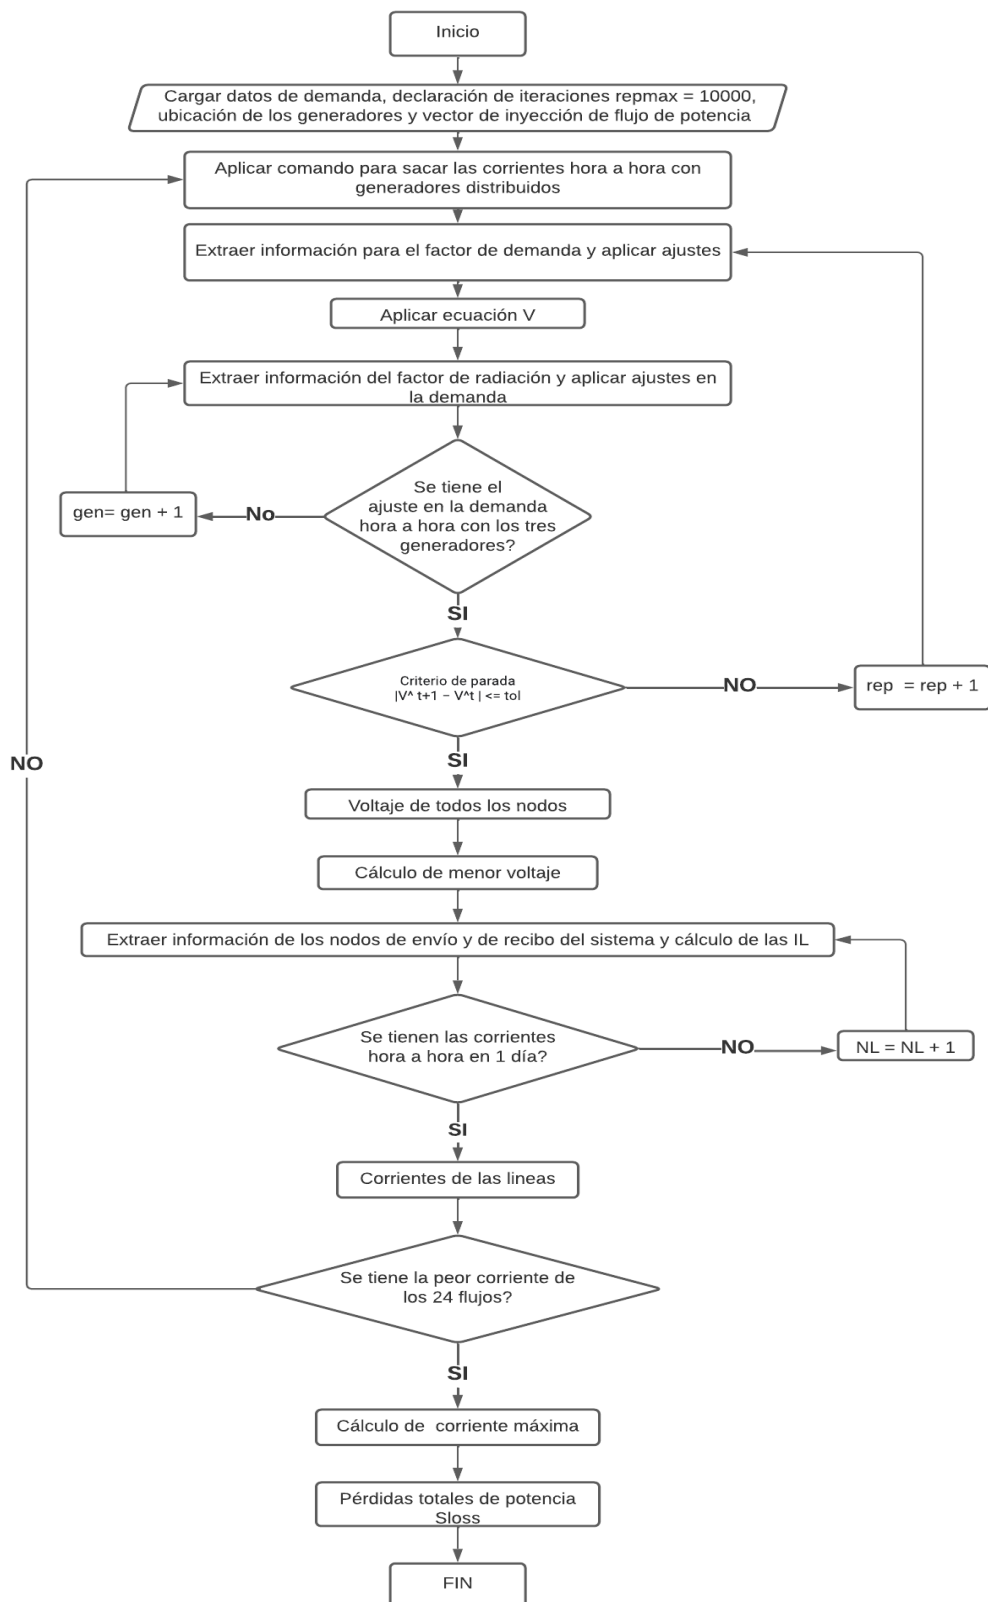 Inicio
Cargar datos de demanda, declaración de iteraciones repmax = 10000,
ubicación de los generadores y vector de inyección de flujo de potencia
Aplicar comando para sacar las corrientes hora a hora con
generadores distribuidos
Extraer información para el factor de demanda y aplicar ajustes
Aplicar ecuación V
Extraer información del factor de radiación y aplicar ajustes en
la demanda
Se tiene el
ajuste en la demanda
hora a hora con los tres
generadores?
No
gen= gen + 1
SI
Criterio de parada
|V^ t+1 − V^t | <= tol
NO
rep = rep + 1
SI
NO
Voltaje de todos los nodos
Cálculo de menor voltaje
Extraer información de los nodos de envío y de recibo del sistema y cálculo de las IL
Se tienen las corrientes
hora a hora en 1 día?
NO
NL = NL + 1
SI
Corrientes de las lineas
Se tiene la peor corriente de
los 24 flujos?
SI
Cálculo de corriente máxima
Pérdidas totales de potencia
Sloss
FIN